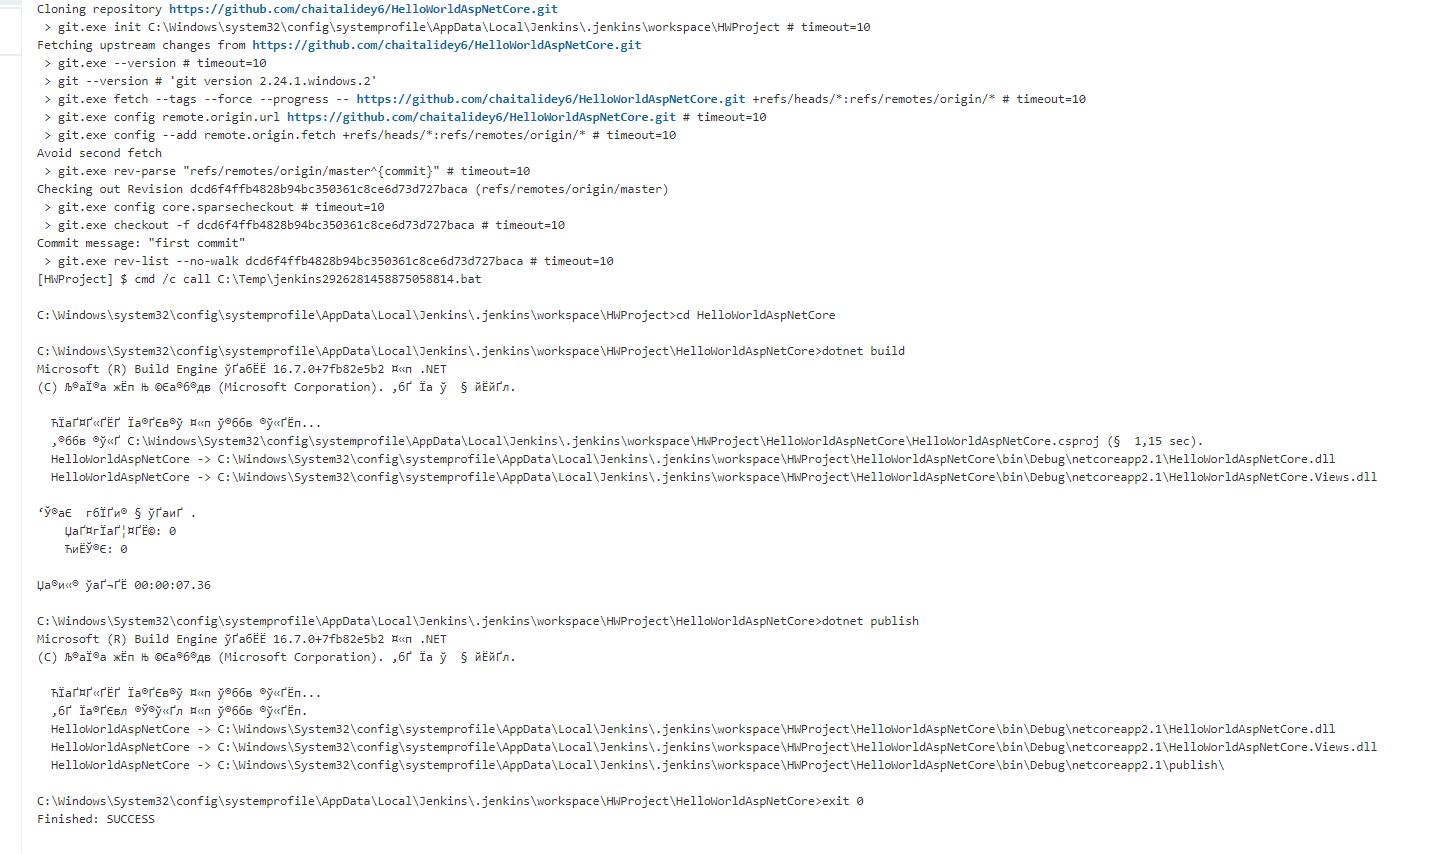 Cloning repository https://github.com/chaitalidey6/HelloWorldAspNetCore.git
> git.exe init C:\Windows\system32\config\systemprofile\AppData\Local\Jenkins\.jenkins\workspace\HWProject # timeout=10
Fetching upstream changes from https://github.com/chaitalidey6/HelloWorldAspNetCore.git
> git.exe --version # timeout=10
> git --version # 'git version 2.24.1.windows.2'
> git.exe fetch --tags --force --progress -- https://github.com/chaitalidey6/HelloWorldAspNetCore.git +refs/heads/*:refs/remotes/origin/* # timeout=10
> git.exe config remote.origin.url https://github.com/chaitalidey6/HelloWorldAspNetCore.git # timeout=10
> git.exe config --add remote.origin.fetch +refs/heads/*:refs/remotes/origin/* # timeout=10
Avoid second fetch
> git.exe rev-parse "refs/remotes/origin/master^{commit}" # timeout=10
Checking out Revision dcd6f4ffb4828b94bc350361c8ce6d73d727baca (refs/remotes/origin/master)
> git.exe config core.sparsecheckout # timeout=10
> git.exe checkout -f dcd6f4ffb4828b94bc350361c8ce6d73d727baca # timeout=10
Commit message: "first commit"
> git.exe rev-list --no-walk dcd6f4ffb4828b94bc350361c8ce6d73d727baca # timeout=10
[HWProject] $ cmd /c call C:\Temp\jenkins2926281458875058814.bat
C:\Windows\system32\config\systemprofile\AppData\Local\Jenkins\.jenkins\workspace\HWProject>cd HelloWorldAspNetCore
C:\Windows\System32\config\systemprofile\AppData\Local\Jenkins\.jenkins\workspace\HWProject\HelloWorldAspNetCore>dotnet build
Microsoft (R) Build Engine ўҐабЁЁ 16.7.0+7fb82e5b2 ¤«п .NET
(C) Љ®аЇ®а жЁп Њ ©Єа®б®дв (Microsoft Corporation). ‚бҐ Їа ў  § йЁйҐл.
ЋЇаҐ¤Ґ«ҐЁҐ Їа®ҐЄв®ў ¤«п ў®ббв ®ў«ҐЁп...
‚®ббв ®ў«Ґ C:\Windows\System32\config\systemprofile\AppData\Local\Jenkins\.jenkins\workspace\HWProject\HelloWorldAspNetCore\HelloWorldAspNetCore.csproj (§  1,15 sec).
HelloWorldAspNetCore -> C:\Windows\System32\config\systemprofile\AppData\Local\Jenkins\.jenkins\workspace\HWProject\HelloWorldAspNetCore\bin\Debug\netcoreapp2.1\HelloWorldAspNetCore.dll
HelloWorldAspNetCore -> C:\Windows\System32\config\systemprofile\AppData\Local\Jenkins\.jenkins\workspace\HWProject\HelloWorldAspNetCore\bin\Debug\netcoreapp2.1\HelloWorldAspNetCore.Views.dll
‘Ў®аЄ  гбЇҐи® § ўҐаиҐ .
ЏаҐ¤гЇаҐ¦¤ҐЁ©: 0
ЋиЁЎ®Є: 0
Џа®и«® ўаҐ¬ҐЁ 00:00:07.36
C:\Windows\System32\config\systemprofile\AppData\Local\Jenkins\.jenkins\workspace\HWProject\HelloWorldAspNetCore>dotnet publish
Microsoft (R) Build Engine ўҐабЁЁ 16.7.0+7fb82e5b2 ¤«п .NET
(C) Љ®аЇ®а жЁп Њ ©Єа®б®дв (Microsoft Corporation). ‚бҐ Їа ў  § йЁйҐл.
ЋЇаҐ¤Ґ«ҐЁҐ Їа®ҐЄв®ў ¤«п ў®ббв ®ў«ҐЁп...
‚бҐ Їа®ҐЄвл ®Ў®ў«Ґл ¤«п ў®ббв ®ў«ҐЁп.
HelloWorldAspNetCore -> C:\Windows\System32\config\systemprofile\AppData\Local\Jenkins\.jenkins\workspace\HWProject\HelloWorldAspNetCore\bin\Debug\netcoreapp2.1\HelloWorldAspNetCore.dll
HelloWorldAspNetCore -> C:\Windows\System32\config\systemprofile\AppData\Local\Jenkins\.jenkins\workspace\HWProject\HelloWorldAspNetCore\bin\Debug\netcoreapp2.1\HelloWorldAspNetCore.Views.dll
HelloWorldAspNetCore -> C:\Windows\System32\config\systemprofile\AppData\Local\Jenkins\.jenkins\workspace\HWProject\HelloWorldAspNetCore\bin\Debug\netcoreapp2.1\publish\
C:\Windows\System32\config\systemprofile\AppData\Local\Jenkins\.jenkins\workspace\HWProject\HelloWorldAspNetCore>exit 0
Finished: SUCCESS